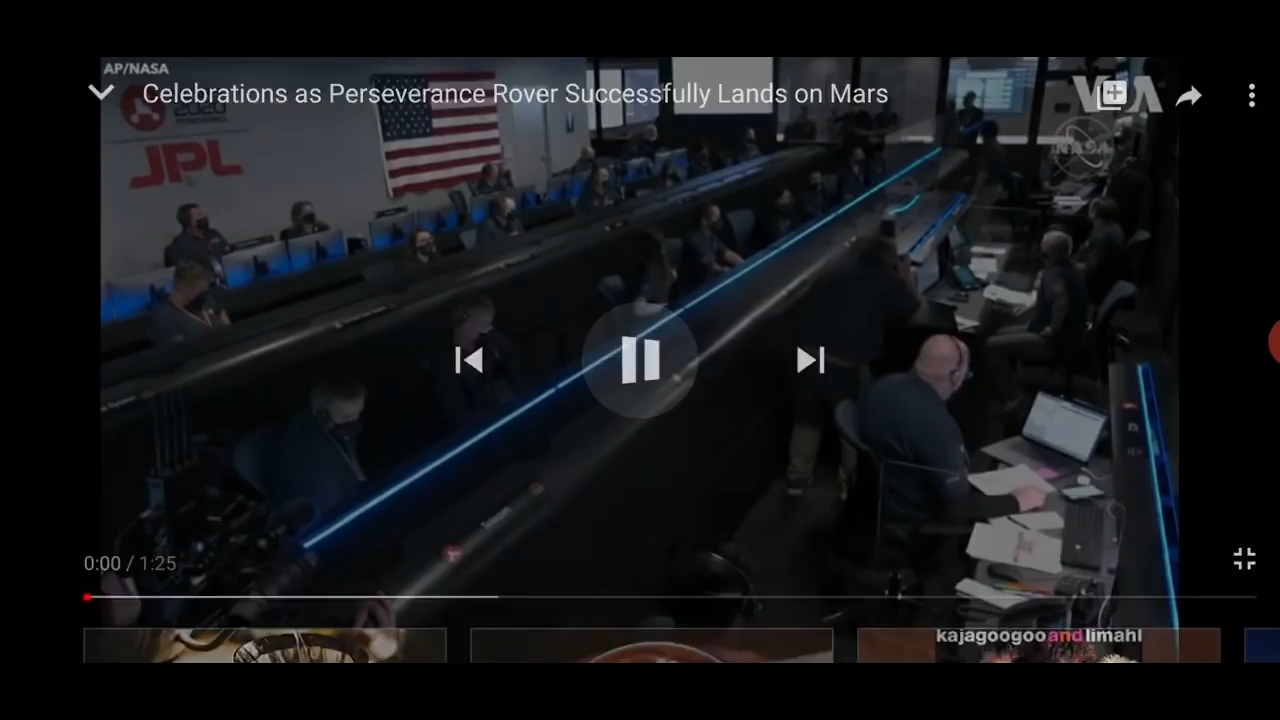 AP/NASA
Celebrations as Perseverance Rover Successfully Lands on Mars
VOA
2020
NASA
JPL
0:00 / 1:25
kajagoogoo and limahl